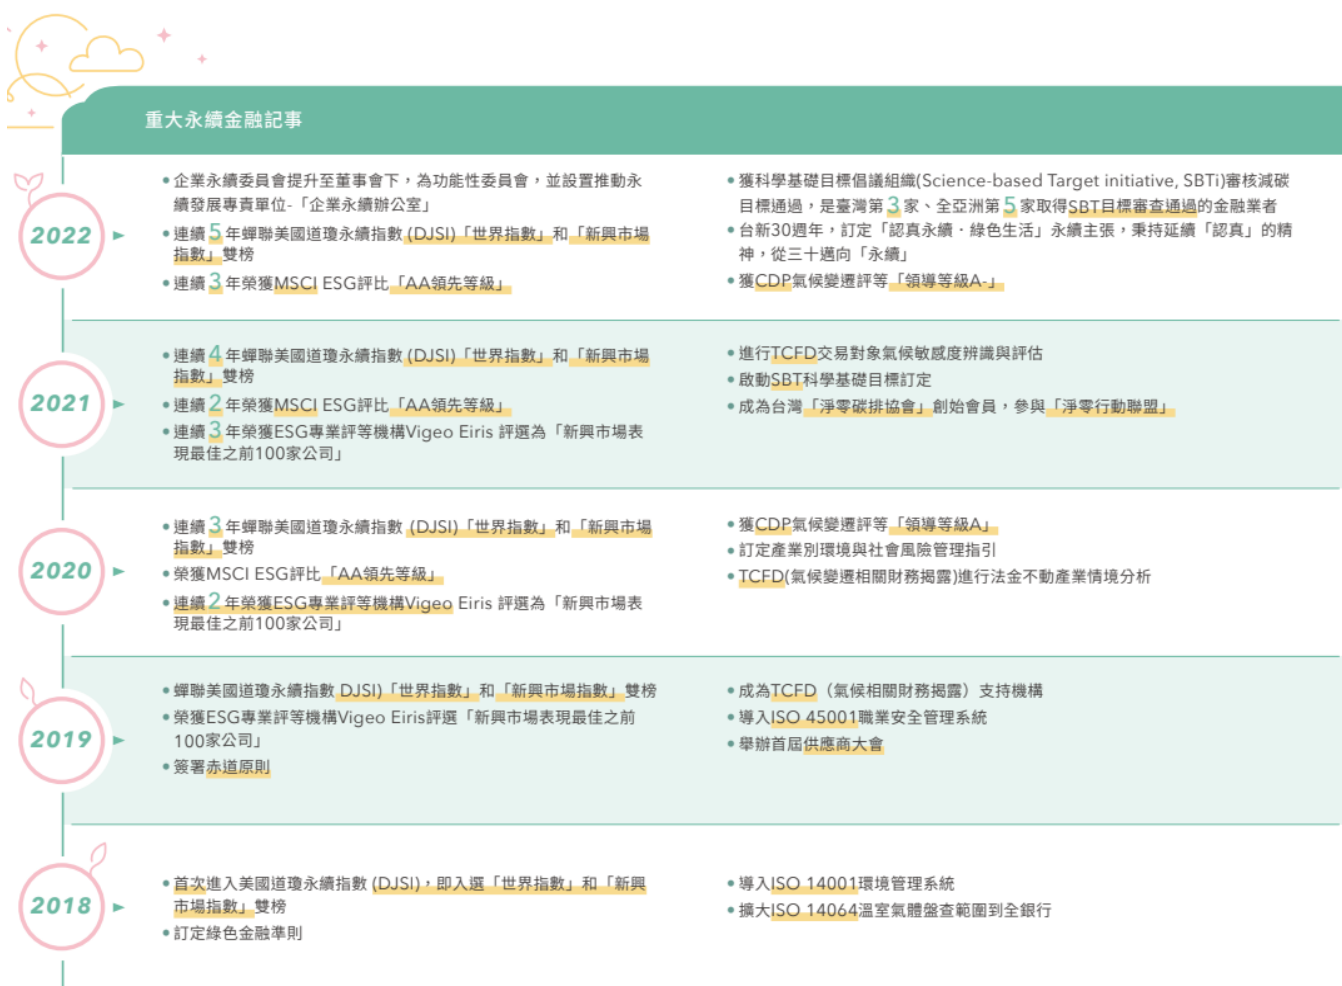 重大永續金融記事
2022
•企業永續委員會提升至董事會下，為功能性委員會，並設置推動永
續發展專責單位-「企業永續辦公室」
•連續5年蟬聯美國道瓊永續指數(DJSI)「世界指數」和「新興市場
指數」雙榜
•連續3年榮獲MSCI ESG評比「AA領先等級」
•獲科學基礎目標倡議組織(Science-based Target initiative, SBTi)審核減碳
目標通過，是臺灣第3家、全亞洲第5家取得SBT目標審查通過的金融業者
•台新30週年，訂定「認真永續．綠色生活」永續主張，秉持延續「認真」的精
神，從三十邁向「永續」
•獲CDP氣候變遷評等「領導等級A-」
2021
•連續4年蟬聯美國道瓊永續指數(DJSI)「世界指數」和「新興市場
指數」雙榜
•連續2年榮獲MSCI ESG評比「AA領先等級」
•連續3年榮獲ESG專業評等機構Vigeo Eiris 評選為「新興市場表
現最佳之前100家公司」
•進行TCFD交易對象氣候敏感度辨識與評估
•啟動SBT科學基礎目標訂定
•成為台灣「淨零碳排協會」創始會員，參與「淨零行動聯盟」
2020
•連續3年蟬聯美國道瓊永續指數 (DJSI)「世界指數」和「新興市場
指數」雙榜
•榮獲MSCI ESG評比「AA領先等級」
•連續2年榮獲ESG專業評等機構Vigeo Eiris 評選為「新興市場表
現最佳之前100家公司」
•獲CDP氣候變遷評等「領導等級A」
•訂定產業別環境與社會風險管理指引
•TCFD(氣候變遷相關財務揭露)進行法金不動產業情境分析
2019
•蟬聯美國道瓊永續指數 DJSI)「世界指數」和「新興市場指數」雙榜
•榮獲ESG專業評等機構Vigeo Eiris評選「新興市場表現最佳之前
100家公司」
•簽署赤道原則
•成為TCFD（氣候相關財務揭露）支持機構
•導入ISO 45001職業安全管理系統
•舉辦首屆供應商大會
2018
•首次進入美國道瓊永續指數(DJSI)，即入選「世界指數」和「新興
市場指數」雙榜
•訂定綠色金融準則
•導入ISO 14001環境管理系統
•擴大ISO 14064溫室氣體盤查範圍到全銀行